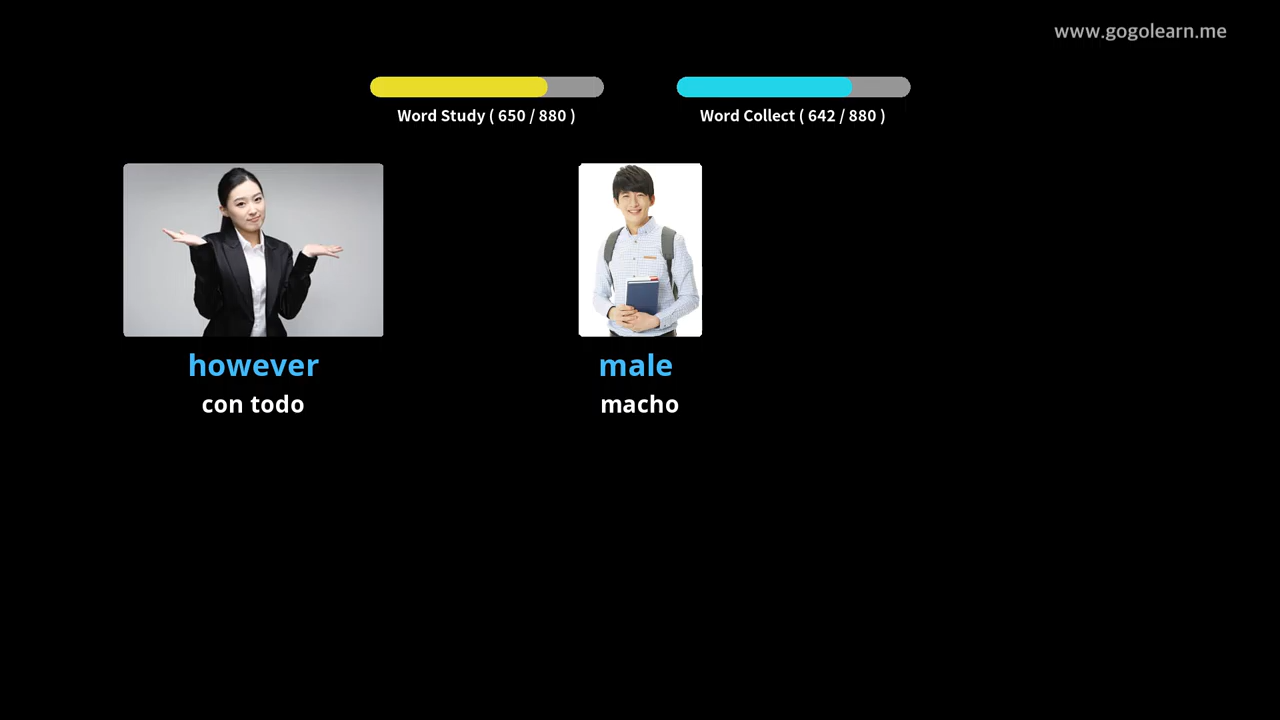 www.gogolearn.me
Word Study ( 650 / 880 )
Word Collect ( 642 / 880 )
however
con todo
male
macho